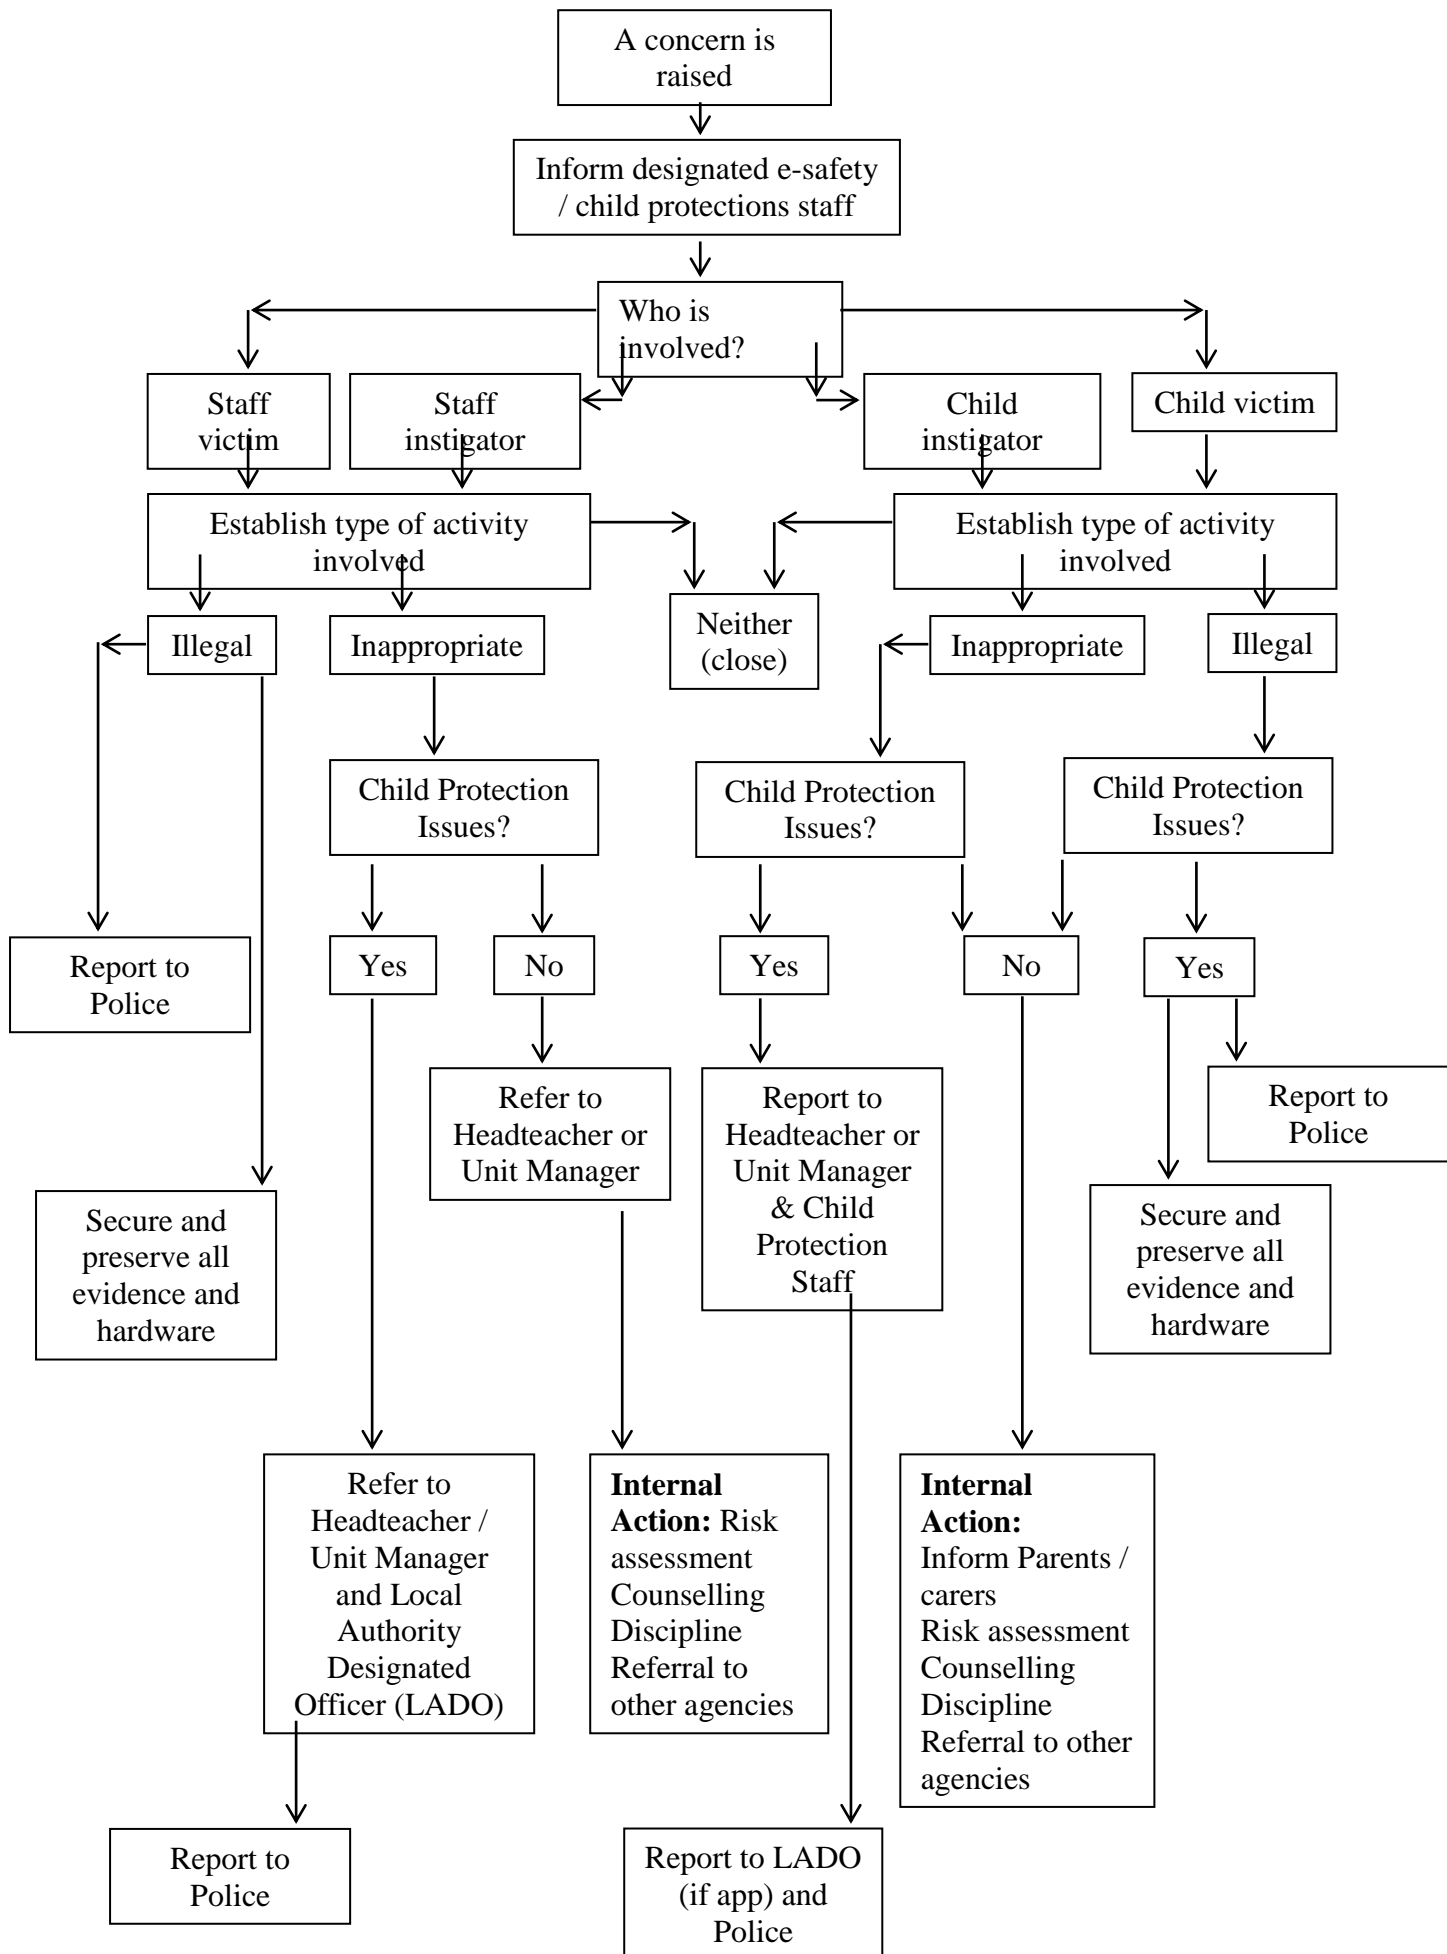 A concern is
raised
Inform designated e-safety
/ child protections staff
Who is
involved?
Staff
victim
Staff
instigator
Child
instigator
Child victim
Establish type of activity
involved
Establish type of activity
involved
Illegal
Inappropriate
Neither
(close)
Inappropriate
Illegal
Child Protection
Issues?
Child Protection
Issues?
Child Protection
Issues?
Report to
Police
Yes
No
Yes
No
Yes
Refer to
Headteacher or
Unit Manager
Report to
Headteacher or
Unit Manager
& Child
Protection
Staff
Report to
Police
Secure and
preserve all
evidence and
hardware
Secure and
preserve all
evidence and
hardware
Refer to
Headteacher /
Unit Manager
and Local
Authority
Designated
Officer (LADO)
Internal
Action: Risk
assessment
Counselling
Discipline
Referral to
other agencies
Internal
Action:
Inform Parents /
carers
Risk assessment
Counselling
Discipline
Referral to other
agencies
Report to
Police
Report to LADO
(if app) and
Police